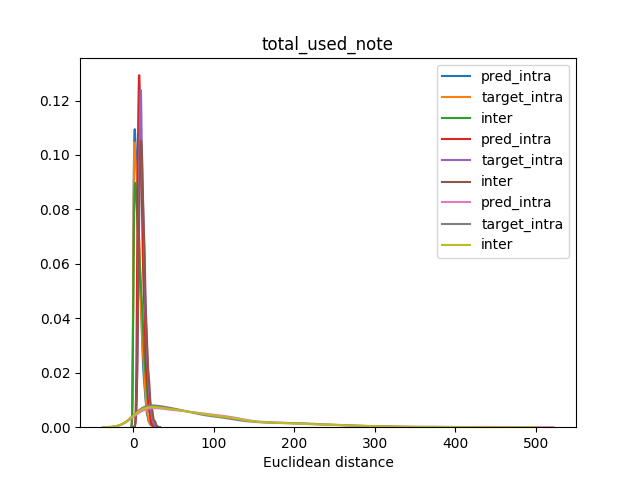 total_used_note
pred_intra
target_intra
inter
pred_intra
target_intra
inter
pred_intra
target_intra
inter
0.12
0.10
0.08
0.06
0.04
0.02
0.00
0 100 200 300 400 500
Euclidean distance